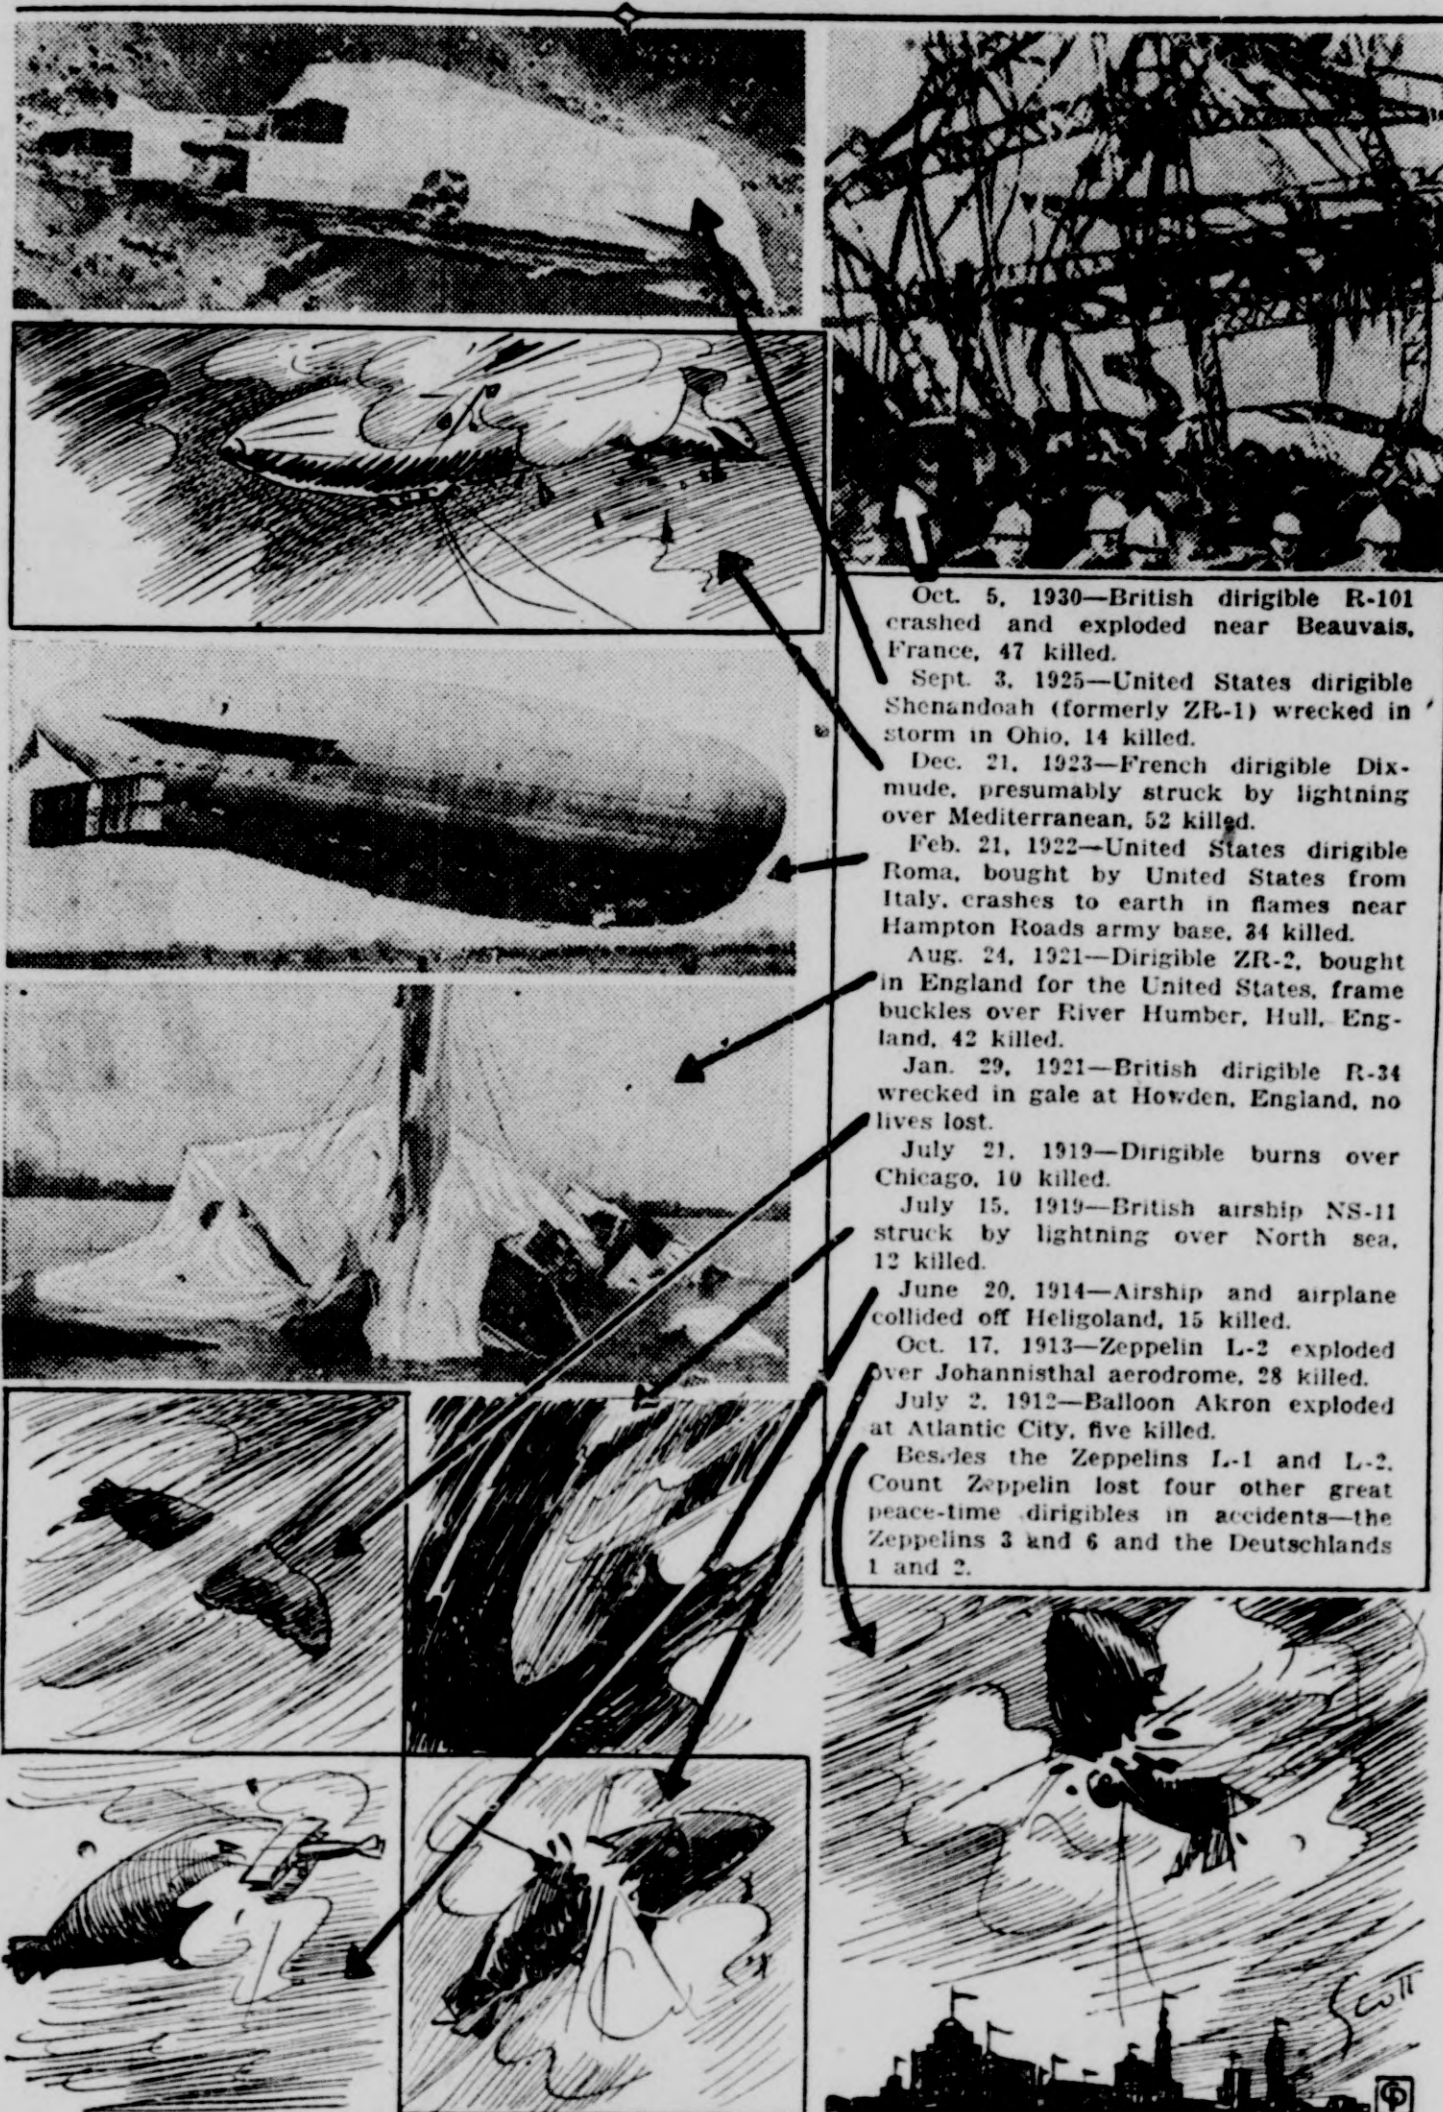 Oct. 5, 1930—British dirigible R-101
crashed and exploded near Beauvais,
France, 47 killed.
Sept. 3, 1925—United States dirigible
Shenandoah (formerly ZR-1) wrecked in
storm in Ohio, 14 killed.
Dec. 21, 1923—French dirigible Dix-
mude, presumably struck by lightning
over Mediterranean, 52 killed.
Feb. 21, 1922—United States dirigible
Roma, bought by United States from
Italy, crashes to earth in flames near
Hampton Roads army base, 34 killed.
Aug. 24, 1921—Dirigible ZR-2, bought
in England for the United States, frame
buckles over River Humber, Hull, Eng-
land, 42 killed.
Jan. 29, 1921—British dirigible R-34
wrecked in gale at Howden, England, no
lives lost.
July 21, 1919—Dirigible burns over
Chicago, 10 killed.
July 15, 1919—British airship NS-11
struck by lightning over North sea,
12 killed.
June 20, 1914—Airship and airplane
collided off Heligoland, 15 killed.
Oct. 17, 1913—Zeppelin L-2 exploded
over Johannisthal aerodrome, 28 killed.
July 2, 1912—Balloon Akron exploded
at Atlantic City, five killed.
Besides the Zeppelins L-1 and L-2,
Count Zeppelin lost four other great
peace-time dirigibles in accidents—the
Zeppelins 3 and 6 and the Deutschlands
1 and 2.
Scott
CP